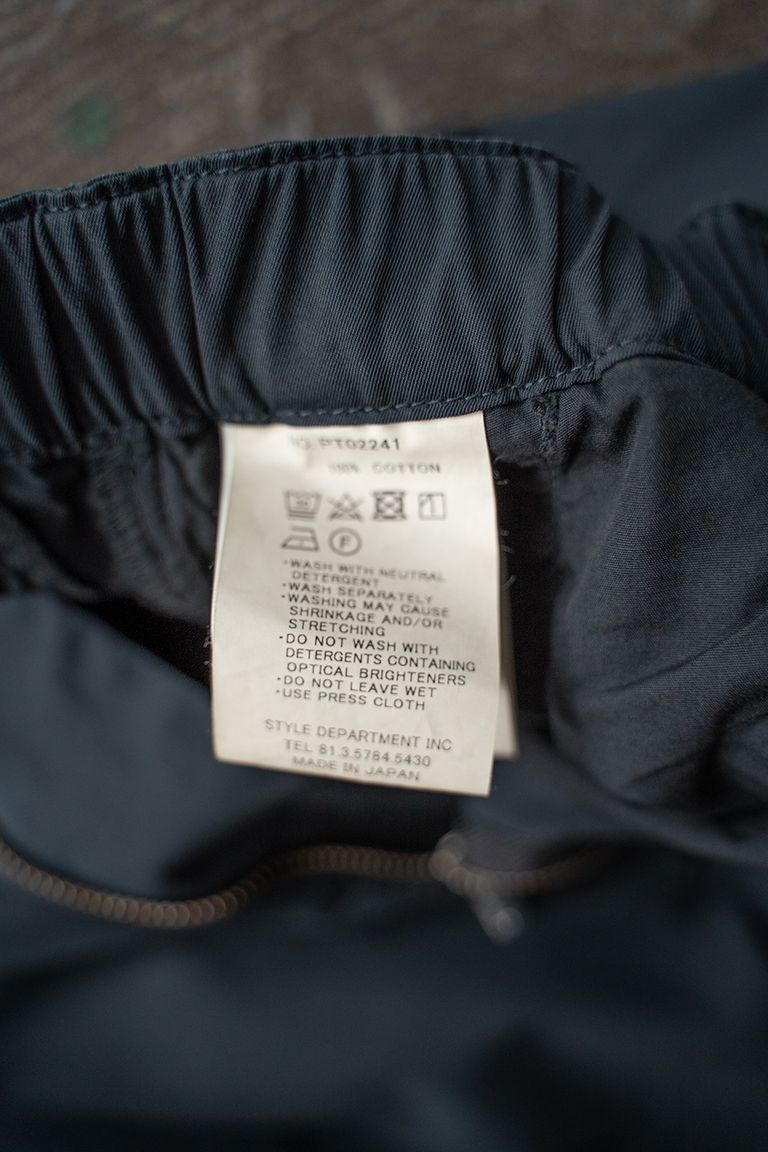 NO. PT02241
100% COTTON
F
·WASH WITH NEUTRAL
DETERGENT
·WASH SEPARATELY
·WASHING MAY CAUSE
SHRINKAGE AND/OR
STRETCHING
·DO NOT WASH WITH
DETERGENTS CONTAINING
OPTICAL BRIGHTENERS
·DO NOT LEAVE WET
·USE PRESS CLOTH
STYLE DEPARTMENT INC
TEL 81.3.5784.5430
MADE IN JAPAN